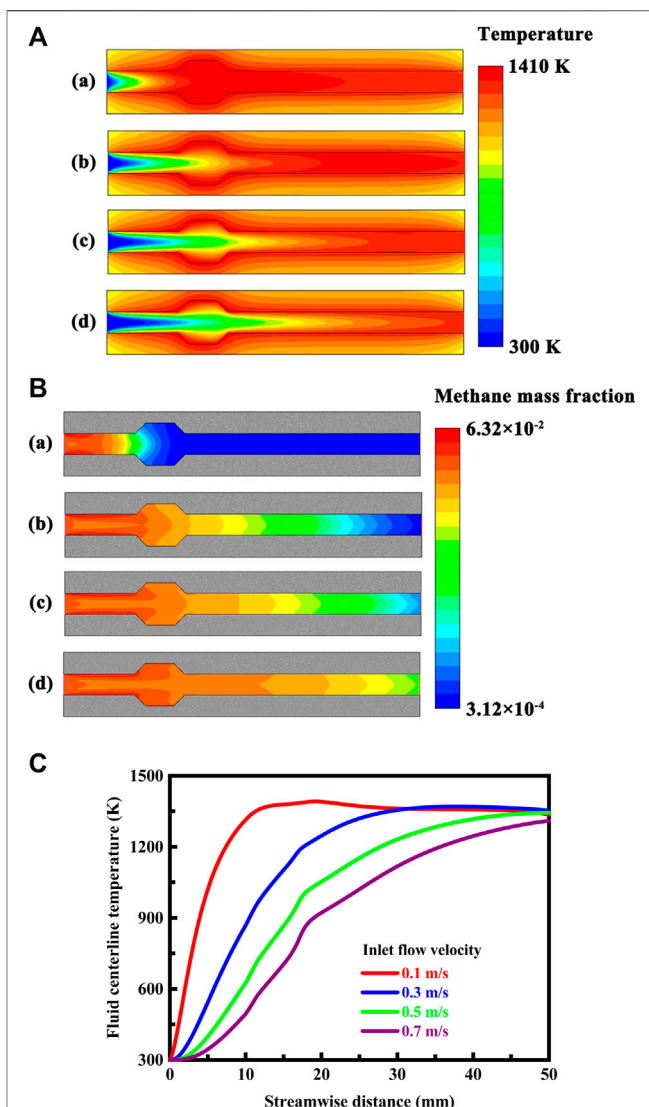 A
Temperature
(a)
1410 K
(b)
(c)
(d)
300 K
B
Methane mass fraction
(a)
6.32×10⁻²
(b)
(c)
(d)
3.12×10⁻⁴
C
1500
1200
900
600
300
Fluid centerline temperature (K)
Inlet flow velocity
0.1 m/s
0.3 m/s
0.5 m/s
0.7 m/s
0 10 20 30 40 50
Streamwise distance (mm)